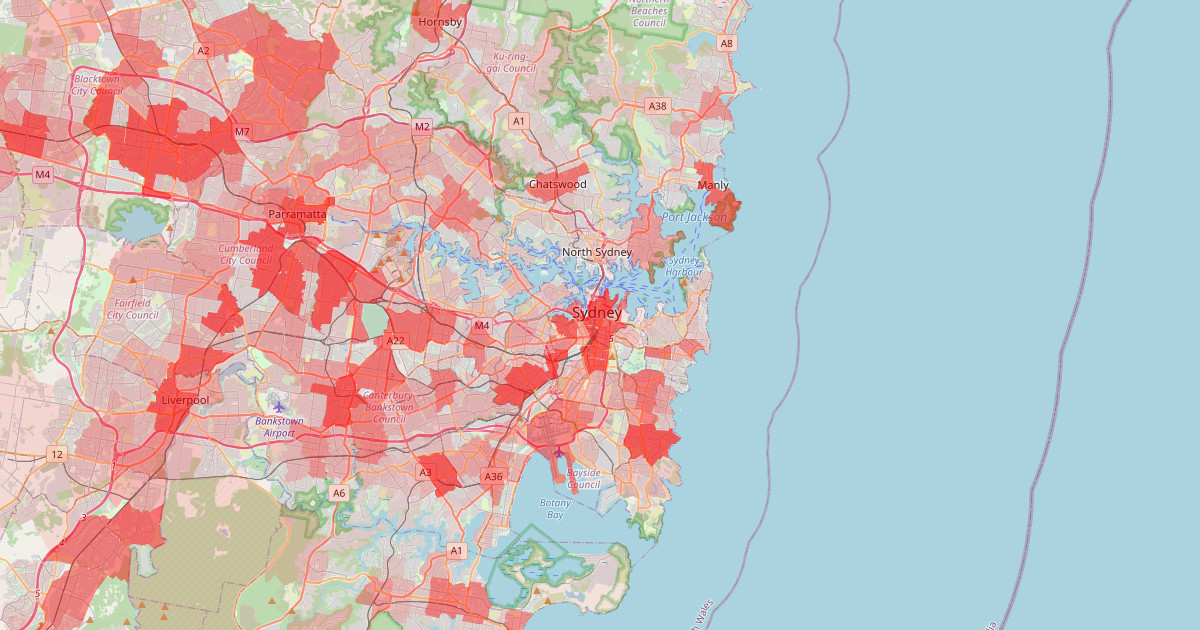 Hornsby
Northern
Beaches
Council
A8
A2
Ku-ring-
gai Council
Blacktown
City Council
A38
A1
M2
M7
M4
Chatswood
Manly
Parramatta
Port Jackson
Cumberland
City Council
North Sydney
Sydney
Harbour
Fairfield
City Council
Sydney
M4
A22
Liverpool
Canterbury
Bankstown
Council
Bankstown
Airport
12
A3
A36
Bayside
Council
A6
Botany
Bay
3
A1
5
Wales